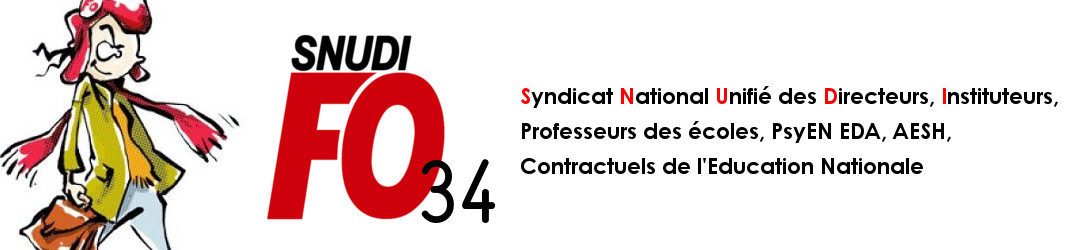 FO
SNUDI
FO
34
Syndicat National Unifié des Directeurs, Instituteurs,
Professeurs des écoles, PsyEN EDA, AESH,
Contractuels de l'Education Nationale